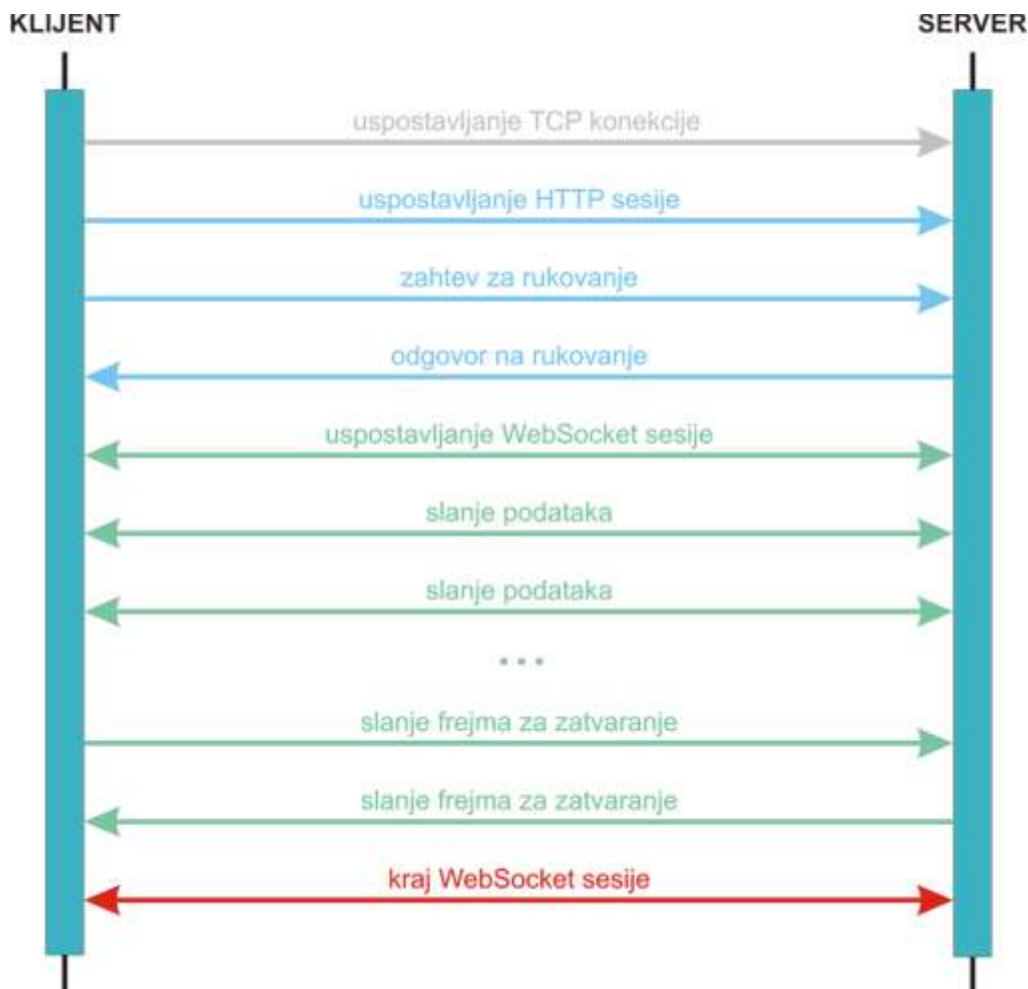 KLIJENT
SERVER
uspostavljanje TCP konekcije
uspostavljanje HTTP sesije
zahtev za rukovanje
odgovor na rukovanje
uspostavljanje WebSocket sesije
slanje podataka
slanje podataka
...
slanje frejma za zatvaranje
slanje frejma za zatvaranje
kraj WebSocket sesije